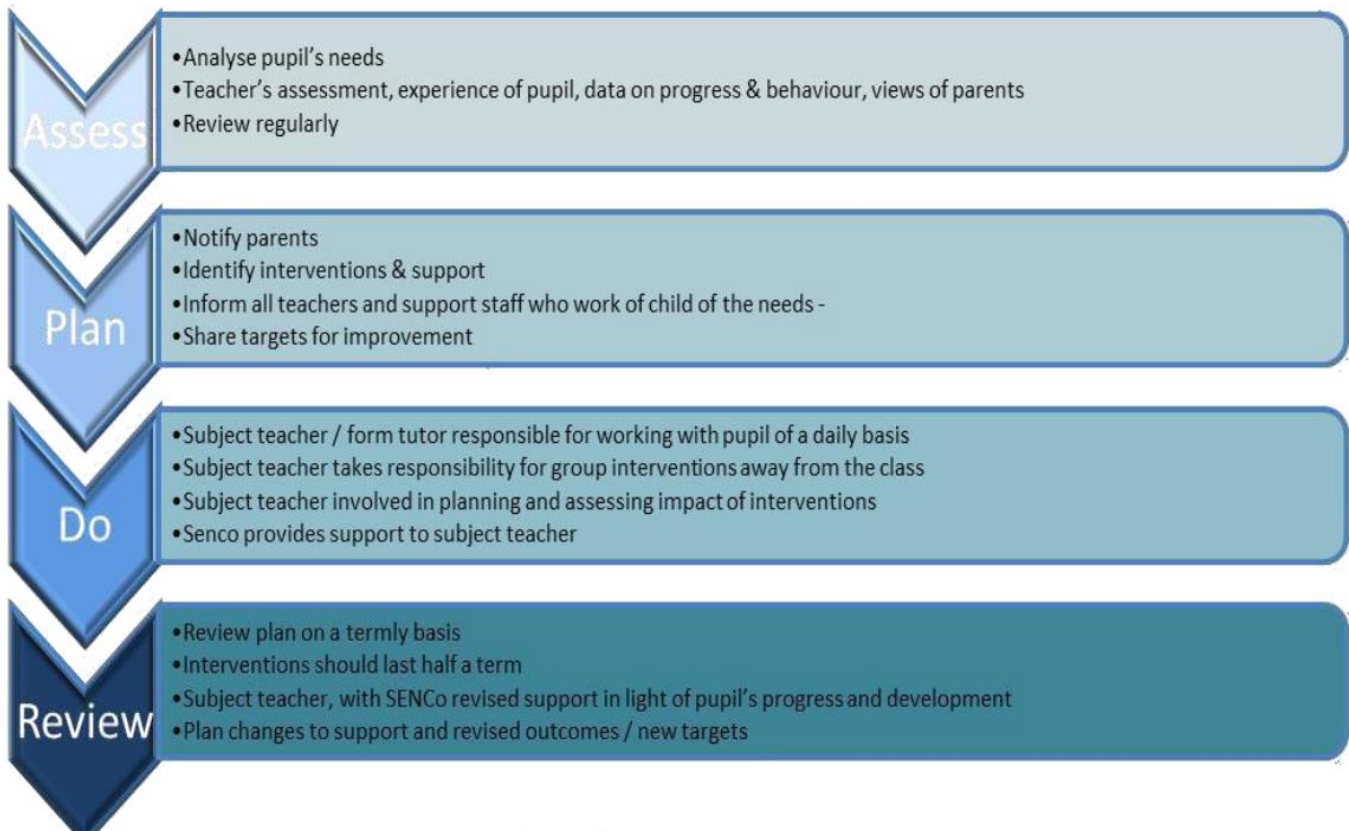 Assess
•Analyse pupil's needs
•Teacher's assessment, experience of pupil, data on progress & behaviour, views of parents
•Review regularly
Plan
•Notify parents
•Identify interventions & support
•Inform all teachers and support staff who work of child of the needs -
•Share targets for improvement
Do
•Subject teacher / form tutor responsible for working with pupil of a daily basis
•Subject teacher takes responsibility for group interventions away from the class
•Subject teacher involved in planning and assessing impact of interventions
•Senco provides support to subject teacher
Review
•Review plan on a termly basis
•Interventions should last half a term
•Subject teacher, with SENCo revised support in light of pupil's progress and development
•Plan changes to support and revised outcomes / new targets